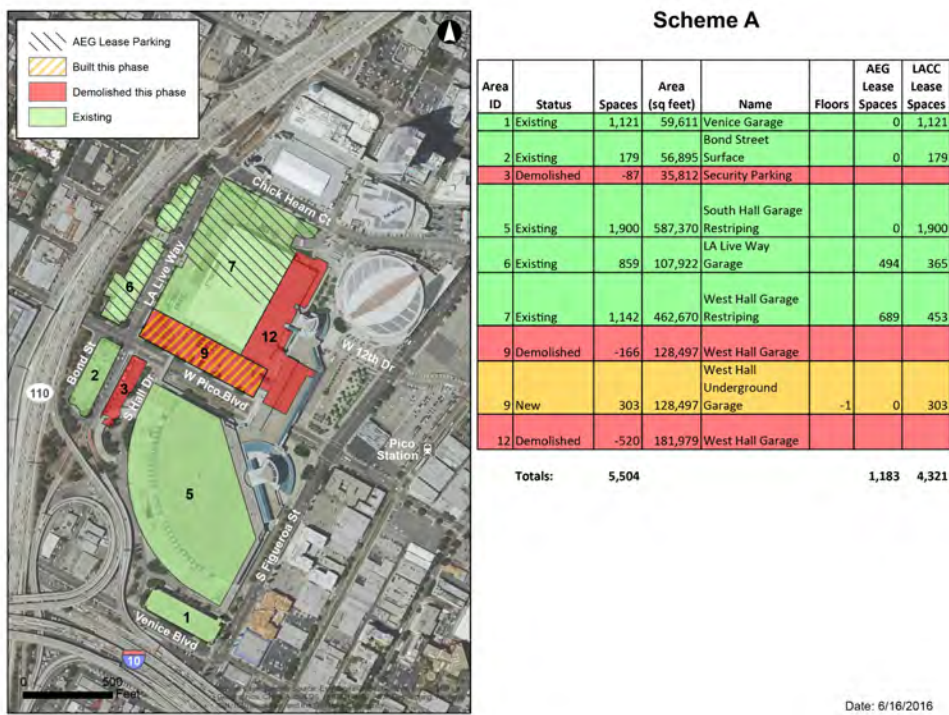 AEG Lease Parking
Built this phase
Demolished this phase
Existing
Chick Hearn Ct
LA Live Way
7
6
12
W 12th Dr
9
W Pico Blvd
Bond St
2
3
S Hall Dr
110
Pico
Station
5
S Figueroa St
1
Venice Blvd
10
0 500
Feet
Scheme A
Area ID Status Spaces Area (sq feet) Name Floors AEG Lease Spaces LACC Lease Spaces
1 Existing 1,121 59,611 Venice Garage 0 1,121
2 Existing 179 56,895 Bond Street Surface 0 179
3 Demolished -87 35,812 Security Parking
5 Existing 1,900 587,370 South Hall Garage Restriping 0 1,900
6 Existing 859 107,922 LA Live Way Garage 494 365
7 Existing 1,142 462,670 West Hall Garage Restriping 689 453
9 Demolished -166 128,497 West Hall Garage
9 New 303 128,497 West Hall Underground Garage -1 0 303
12 Demolished -520 181,979 West Hall Garage
Totals: 5,504 1,183 4,321
Date: 6/16/2016